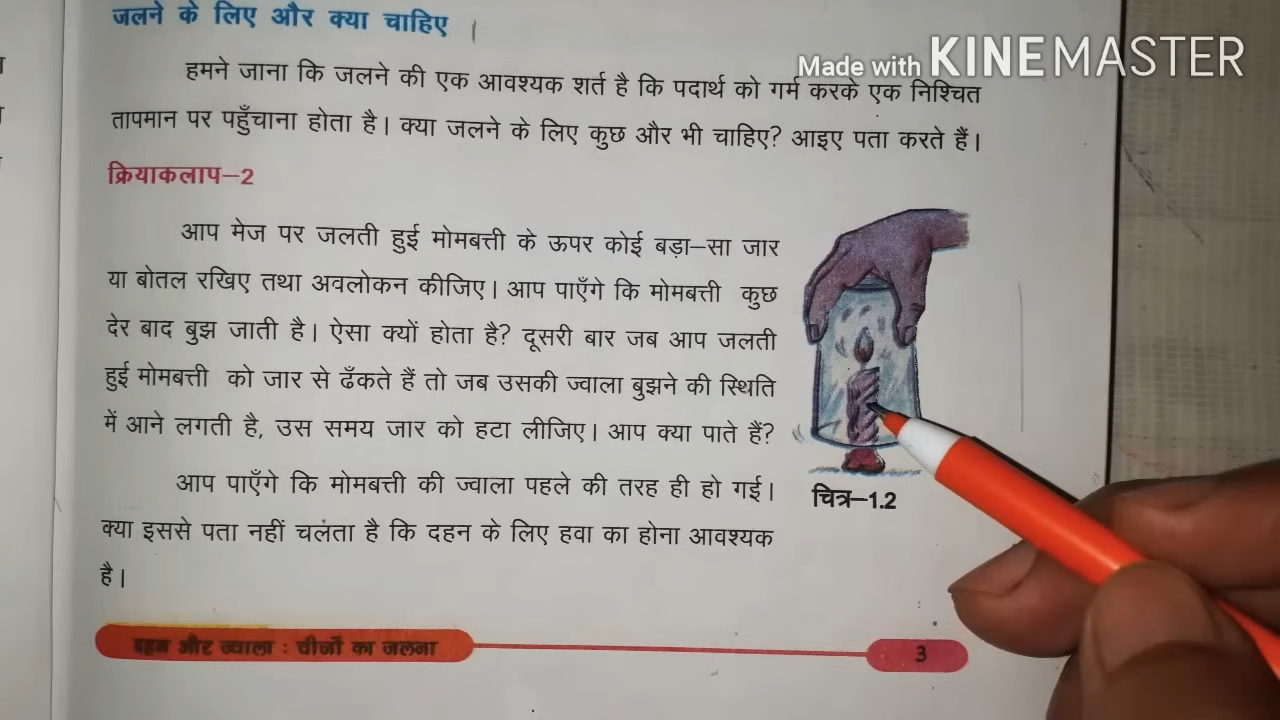 जलने के लिए और क्या चाहिए ।
Made with KINEMASTER
हमने जाना कि जलने की एक आवश्यक शर्त है कि पदार्थ को गर्म करके एक निश्चित
तापमान पर पहुँचाना होता है। क्या जलने के लिए कुछ और भी चाहिए? आइए पता करते हैं।
क्रियाकलाप–2
आप मेज पर जलती हुई मोमबत्ती के ऊपर कोई बड़ा–सा जार
या बोतल रखिए तथा अवलोकन कीजिए। आप पाएँगे कि मोमबत्ती कुछ
देर बाद बुझ जाती है। ऐसा क्यों होता है? दूसरी बार जब आप जलती
हुई मोमबत्ती को जार से ढँकते हैं तो जब उसकी ज्वाला बुझने की स्थिति
में आने लगती है, उस समय जार को हटा लीजिए। आप क्या पाते हैं?
चित्र–1.2
आप पाएँगे कि मोमबत्ती की ज्वाला पहले की तरह ही हो गई।
क्या इससे पता नहीं चलता है कि दहन के लिए हवा का होना आवश्यक
है।
दहन और ज्वाला : चीजों का जलना
3